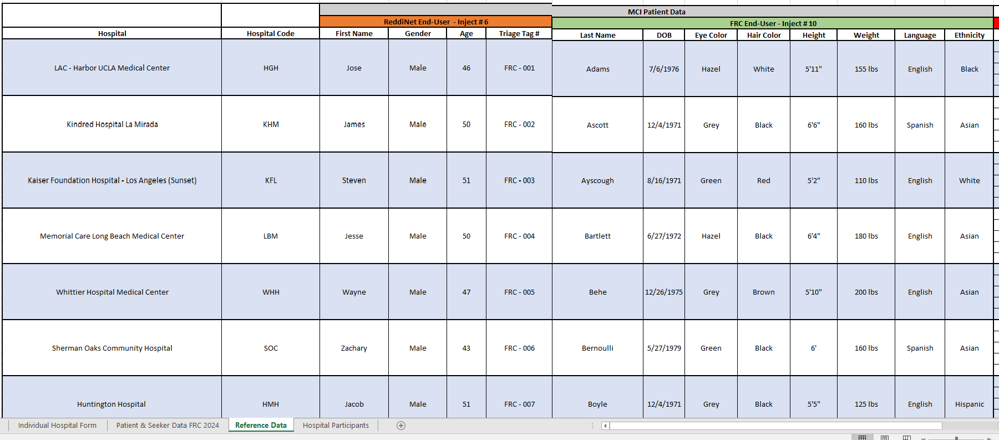 MCI Patient Data
ReddiNet End-User - Inject # 6 FRC End-User - Inject # 10
Hospital Hospital Code First Name Gender Age Triage Tag # Last Name DOB Eye Color Hair Color Height Weight Language Ethnicity
LAC - Harbor UCLA Medical Center HGH Jose Male 46 FRC - 001 Adams 7/6/1976 Hazel White 5'11" 155 lbs English Black
Kindred Hospital La Mirada KHM James Male 50 FRC - 002 Ascott 12/4/1971 Grey Black 6'6" 160 lbs Spanish Asian
Kaiser Foundation Hospital - Los Angeles (Sunset) KFL Steven Male 51 FRC - 003 Ayscough 8/16/1971 Green Red 5'2" 110 lbs English White
Memorial Care Long Beach Medical Center LBM Jesse Male 50 FRC - 004 Bartlett 6/27/1972 Hazel Black 6'4" 180 lbs English Asian
Whittier Hospital Medical Center WHH Wayne Male 47 FRC - 005 Behe 12/26/1975 Grey Brown 5'10" 200 lbs English Asian
Sherman Oaks Community Hospital SOC Zachary Male 43 FRC - 006 Bernoulli 5/27/1979 Green Black 6' 160 lbs Spanish Asian
Huntington Hospital HMH Jacob Male 51 FRC - 007 Boyle 12/4/1971 Grey Black 5'5" 125 lbs English Hispanic
Individual Hospital Form Patient & Seeker Data FRC 2024 Reference Data Hospital Participants